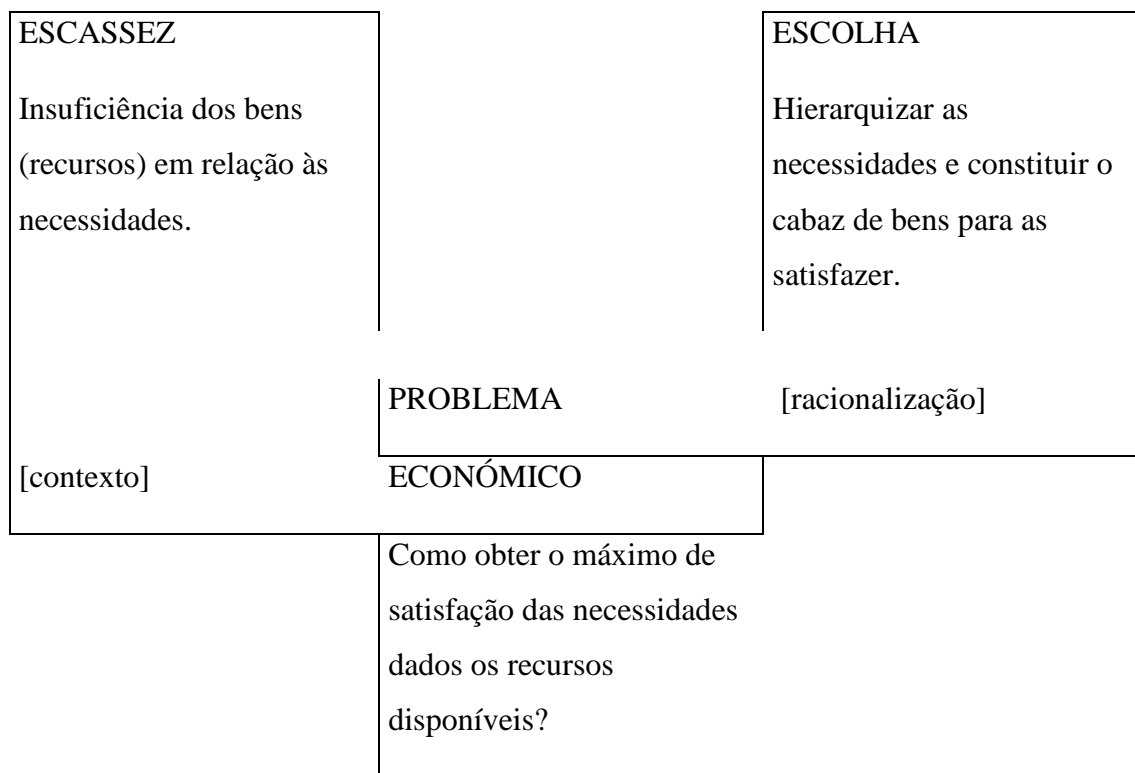 ESCASSEZ
Insuficiência dos bens
(recursos) em relação às
necessidades.
[contexto]
ESCOLHA
Hierarquizar as
necessidades e constituir o
cabaz de bens para as
satisfazer.
[racionalização]
PROBLEMA
ECONÓMICO
Como obter o máximo de
satisfação das necessidades
dados os recursos
disponíveis?